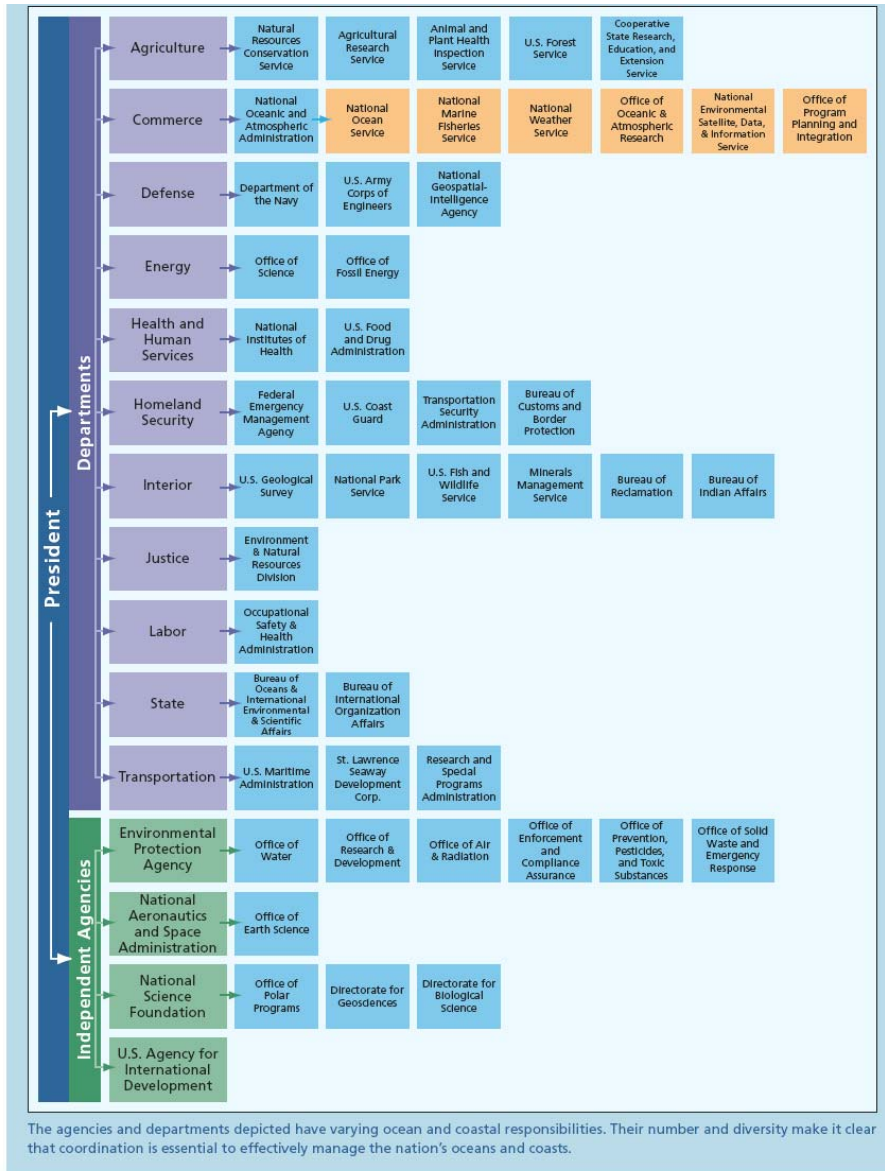 President
Departments
Agriculture
Natural
Resources
Conservation
Service
Agricultural
Research
Service
Animal and
Plant Health
Inspection
Service
U.S. Forest
Service
Cooperative
State Research,
Education, and
Extension
Service
Commerce
National
Oceanic and
Atmospheric
Administration
National
Ocean
Service
National
Marine
Fisheries
Service
National
Weather
Service
Office of
Oceanic &
Atmospheric
Research
National
Environmental
Satellite, Data,
& Information
Service
Office of
Program
Planning and
Integration
Defense
Department of
the Navy
U.S. Army
Corps of
Engineers
National
Geospatial-
Intelligence
Agency
Energy
Office of
Science
Office of
Fossil Energy
Health and
Human
Services
National
Institutes of
Health
U.S. Food
and Drug
Administration
Homeland
Security
Federal
Emergency
Management
Agency
U.S. Coast
Guard
Transportation
Security
Administration
Bureau of
Customs and
Border
Protection
Interior
U.S. Geological
Survey
National Park
Service
U.S. Fish and
Wildlife
Service
Minerals
Management
Service
Bureau of
Reclamation
Bureau of
Indian Affairs
Justice
Environment
& Natural
Resources
Division
Labor
Occupational
Safety &
Health
Administration
State
Bureau of
Oceans &
International
Environmental
& Scientific
Affairs
Bureau of
International
Organization
Affairs
Transportation
U.S. Maritime
Administration
St. Lawrence
Seaway
Development
Corp.
Research and
Special
Programs
Administration
Independent Agencies
Environmental
Protection
Agency
Office of
Water
Office of
Research &
Development
Office of Air
& Radiation
Office of
Enforcement
and
Compliance
Assurance
Office of
Prevention,
Pesticides,
and Toxic
Substances
Office of Solid
Waste and
Emergency
Response
National
Aeronautics
and Space
Administration
Office of
Earth Science
National
Science
Foundation
Office of
Polar
Programs
Directorate for
Geosciences
Directorate for
Biological
Science
U.S. Agency for
International
Development
The agencies and departments depicted have varying ocean and coastal responsibilities. Their number and diversity make it clear
that coordination is essential to effectively manage the nation's oceans and coasts.